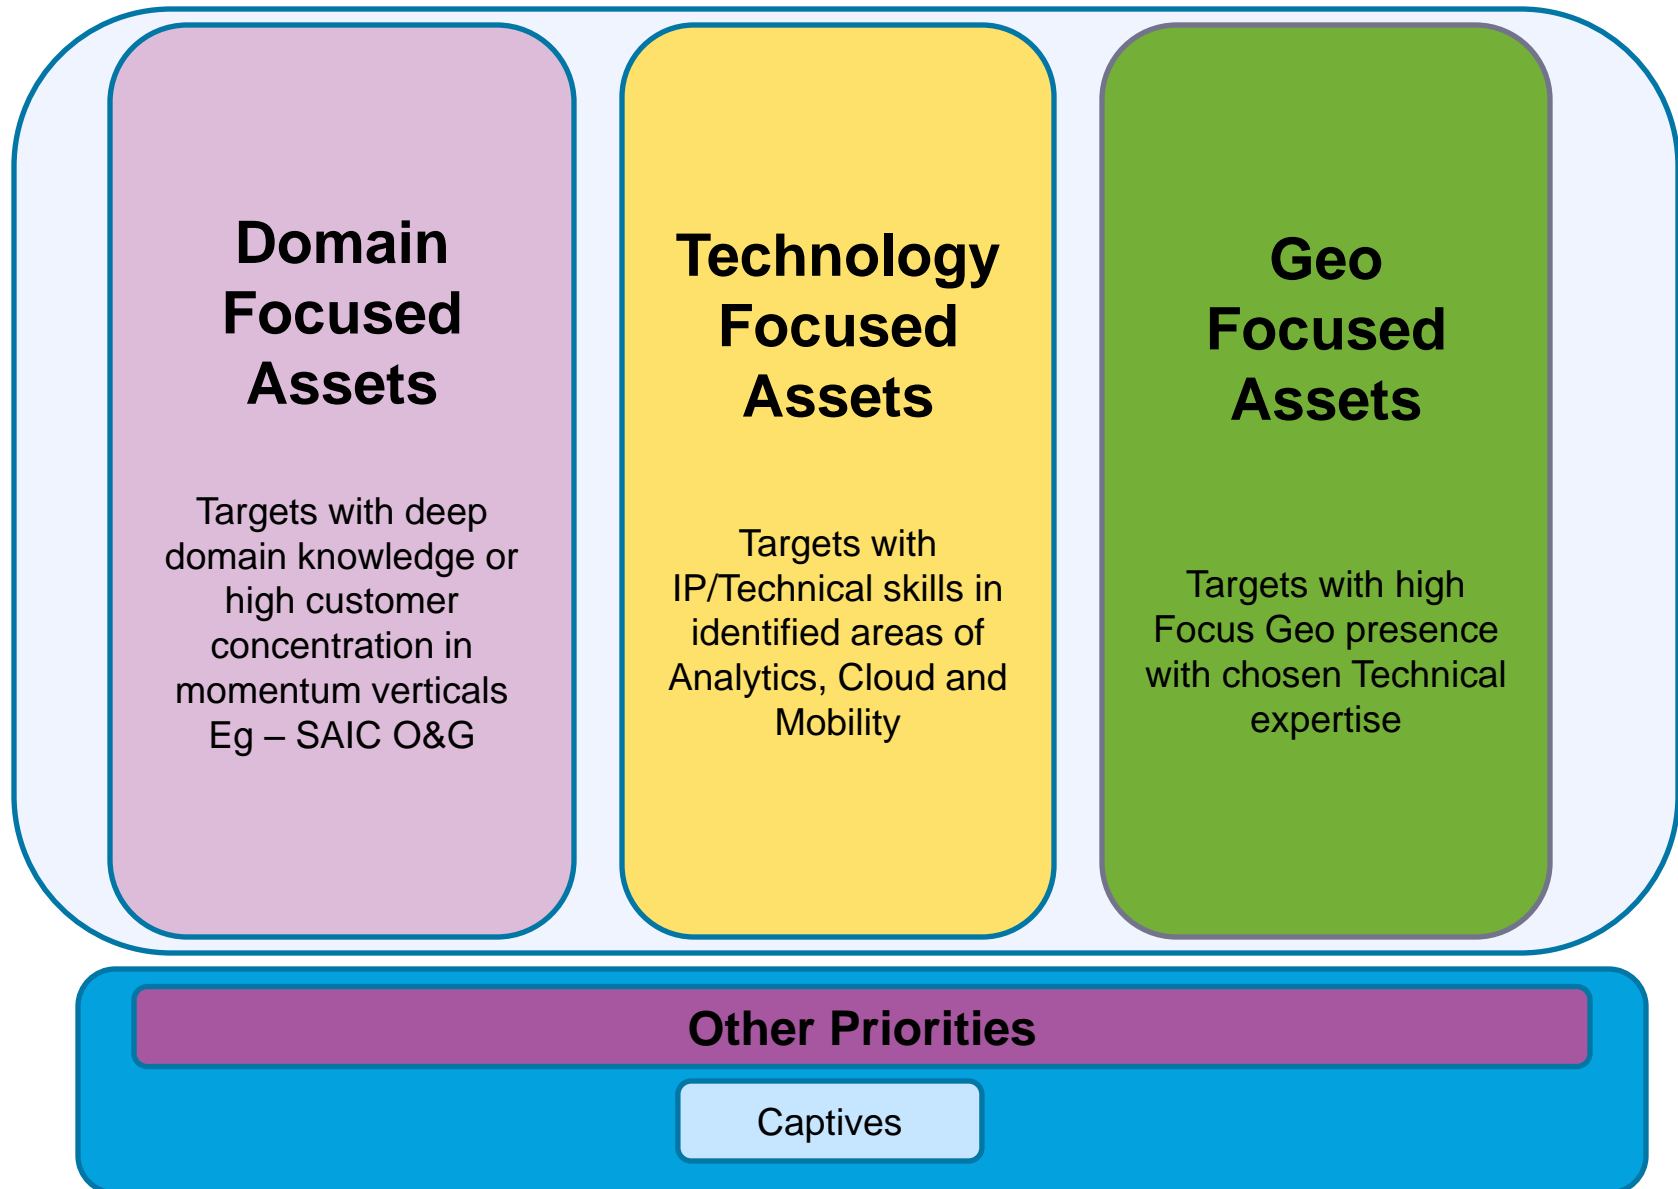 Domain
Focused
Assets
Targets with deep
domain knowledge or
high customer
concentration in
momentum verticals
Eg – SAIC O&G
Technology
Focused
Assets
Targets with
IP/Technical skills in
identified areas of
Analytics, Cloud and
Mobility
Geo
Focused
Assets
Targets with high
Focus Geo presence
with chosen Technical
expertise
Other Priorities
Captives